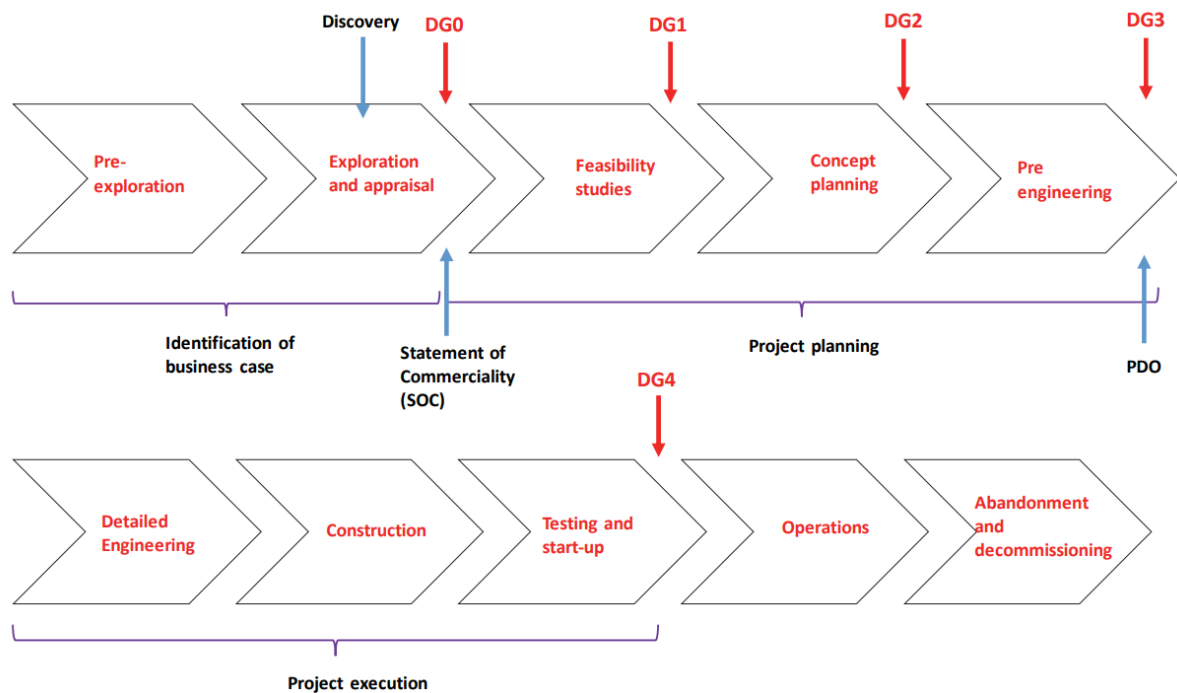 Discovery
DG0
DG1
DG2
DG3
Pre-
exploration
Exploration
and appraisal
Feasibility
studies
Concept
planning
Pre
engineering
Identification of
business case
Statement of
Commerciality
(SOC)
Project planning
PDO
DG4
Detailed
Engineering
Construction
Testing and
start-up
Operations
Abandonment
and
decommissioning
Project execution